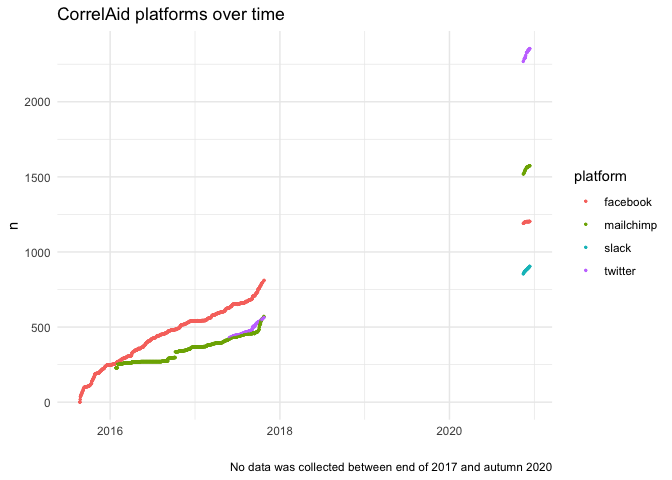 CorrelAid platforms over time
2000
1500
1000
500
0
n
2016
2018
2020
platform
facebook
mailchimp
slack
twitter
No data was collected between end of 2017 and autumn 2020